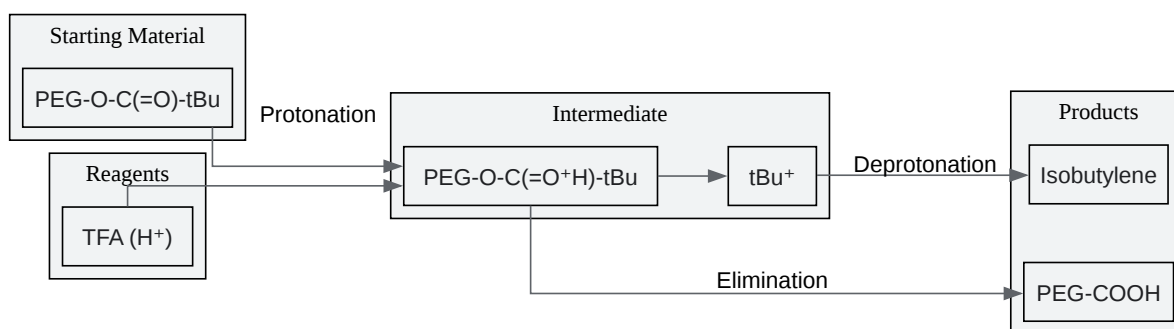 Starting Material
PEG-O-C(=O)-tBu
Protonation
Intermediate
Products
Reagents
PEG-O-C(=O⁺H)-tBu
tBu⁺
Deprotonation
Isobutylene
TFA (H⁺)
Elimination
PEG-COOH